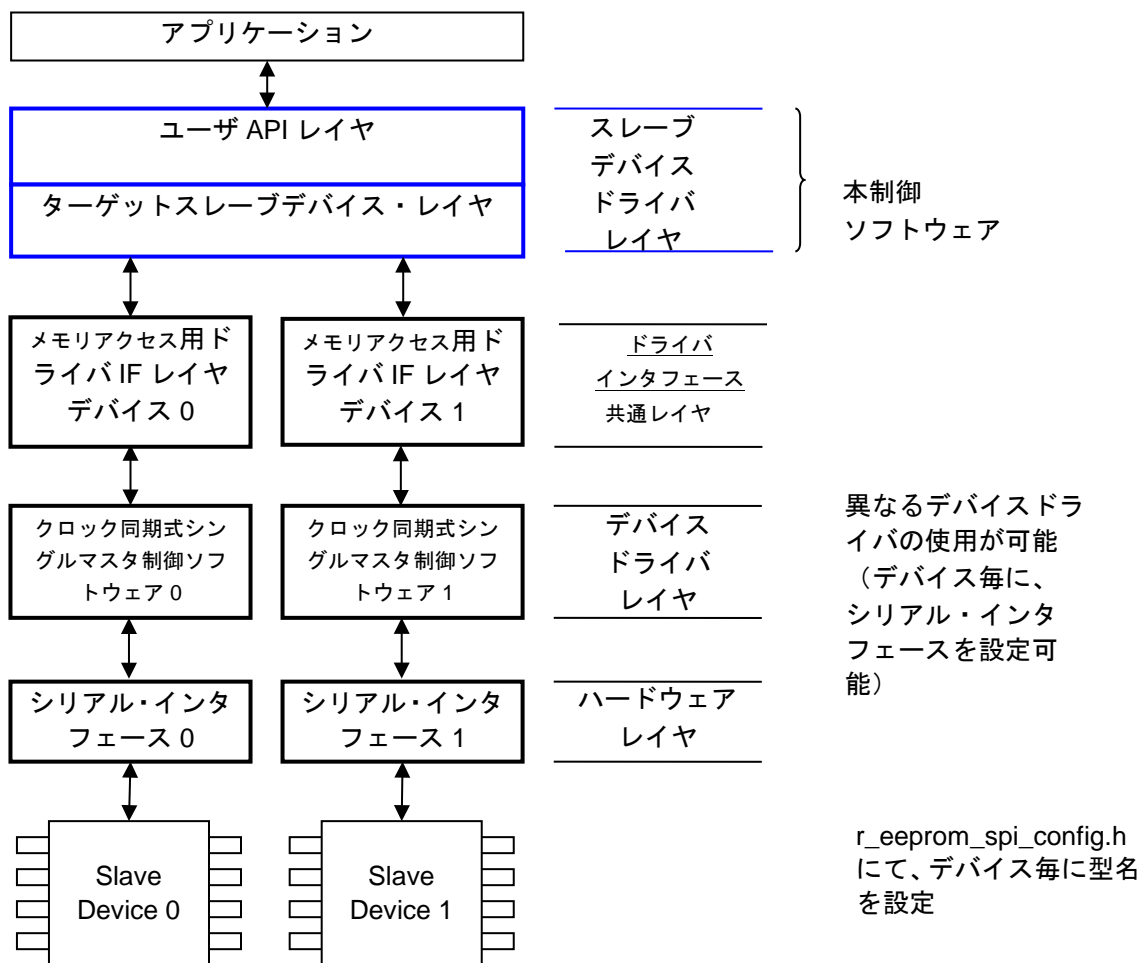 アプリケーション
ユーザ API レイヤ
ターゲットスレーブデバイス・レイヤ
スレーブ
デバイス
ドライバ
レイヤ
本制御
ソフトウェア
メモリアクセス用ド
ライバ IF レイヤ
デバイス 0
メモリアクセス用ド
ライバ IF レイヤ
デバイス 1
ドライバ
インタフェース
共通レイヤ
クロック同期式シン
グルマスタ制御ソフ
トウェア 0
クロック同期式シン
グルマスタ制御ソフ
トウェア 1
デバイス
ドライバ
レイヤ
異なるデバイスドラ
イバの使用が可能
（デバイス毎に、
シリアル・インタ
フェースを設定可
能）
シリアル・インタ
フェース 0
シリアル・インタ
フェース 1
ハードウェア
レイヤ
Slave
Device 0
Slave
Device 1
r_eeprom_spi_config.h
にて、デバイス毎に型名
を設定